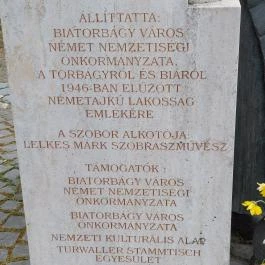 ÁLLÍTTATTA:
BIATORBÁGY VÁROS
NÉMET NEMZETISÉGI
ÖNKORMÁNYZATA,
A TORBÁGYRÓL ÉS BIÁRÓL
1946-BAN ELŰZÖTT
NÉMETAJKÚ LAKOSSÁG
EMLÉKÉRE
A SZOBOR ALKOTÓJA:
LELKES MÁRK SZOBRÁSZMŰVÉSZ
TÁMOGATÓK :
BIATORBÁGY VÁROS
NÉMET NEMZETISÉGI
ÖNKORMÁNYZATA
BIATORBÁGY VÁROS
ÖNKORMÁNYZATA
NEMZETI KULTURÁLIS ALAP
TURWALLER STAMMTISCH
EGYESÜLET